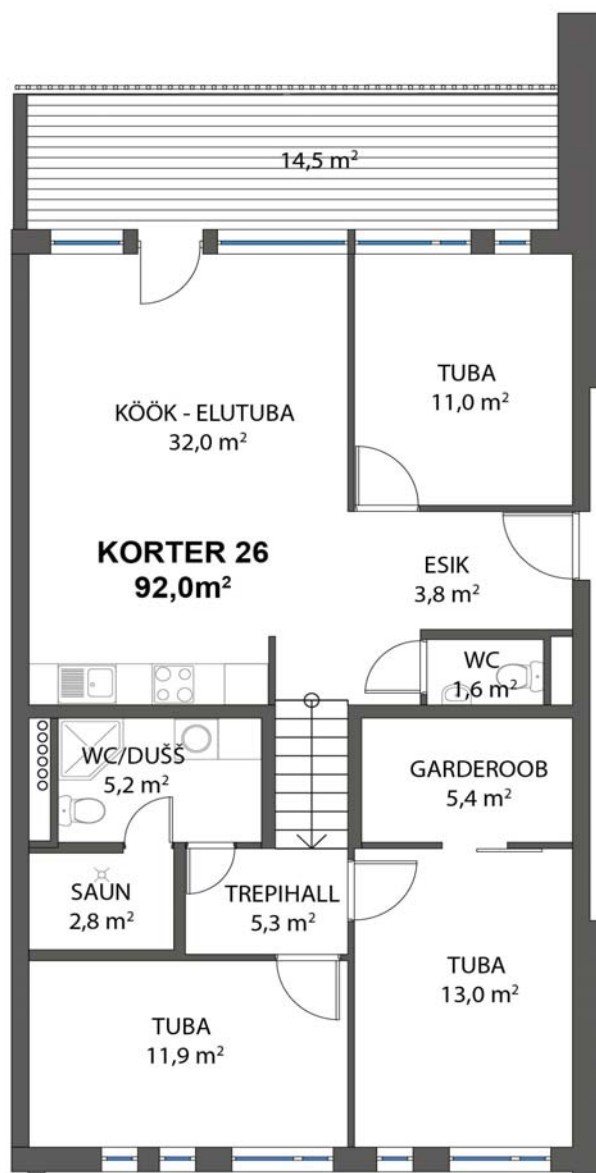 14,5 m²
TUBA
11,0 m²
KÖÖK - ELUTUBA
32,0 m²
KORTER 26
92,0m²
ESIK
3,8 m²
WC
1,6 m²
WC/DUŠŠ
5,2 m²
GARDEROOB
5,4 m²
SAUN
2,8 m²
TREPIHALL
5,3 m²
TUBA
13,0 m²
TUBA
11,9 m²